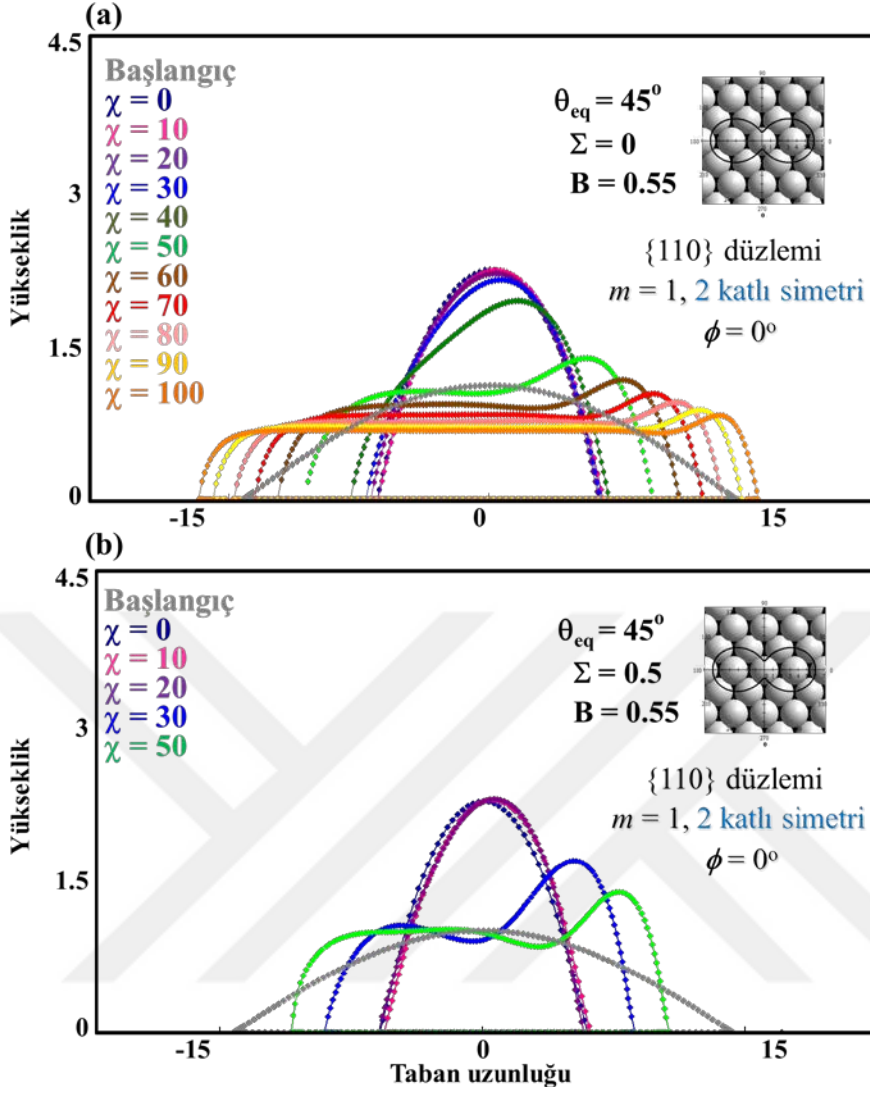 (a)
4.5
3
1.5
0
Yükseklik
Başlangıç
χ = 0
χ = 10
χ = 20
χ = 30
χ = 40
χ = 50
χ = 60
χ = 70
χ = 80
χ = 90
χ = 100
θeq = 45o
Σ = 0
B = 0.55
{110} düzlemi
m = 1, 2 katlı simetri
ϕ = 0o
-15
0
15
(b)
4.5
3
1.5
0
Yükseklik
Başlangıç
χ = 0
χ = 10
χ = 20
χ = 30
χ = 50
θeq = 45o
Σ = 0.5
B = 0.55
{110} düzlemi
m = 1, 2 katlı simetri
ϕ = 0o
-15
0
15
Taban uzunluğu